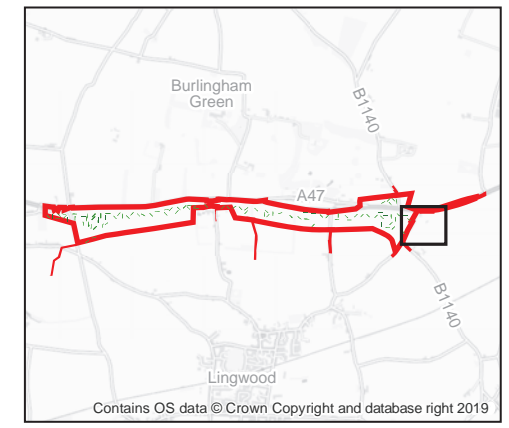 Burlingham
Green
B1140
A47
B1140
Lingwood
Contains OS data © Crown Copyright and database right 2019